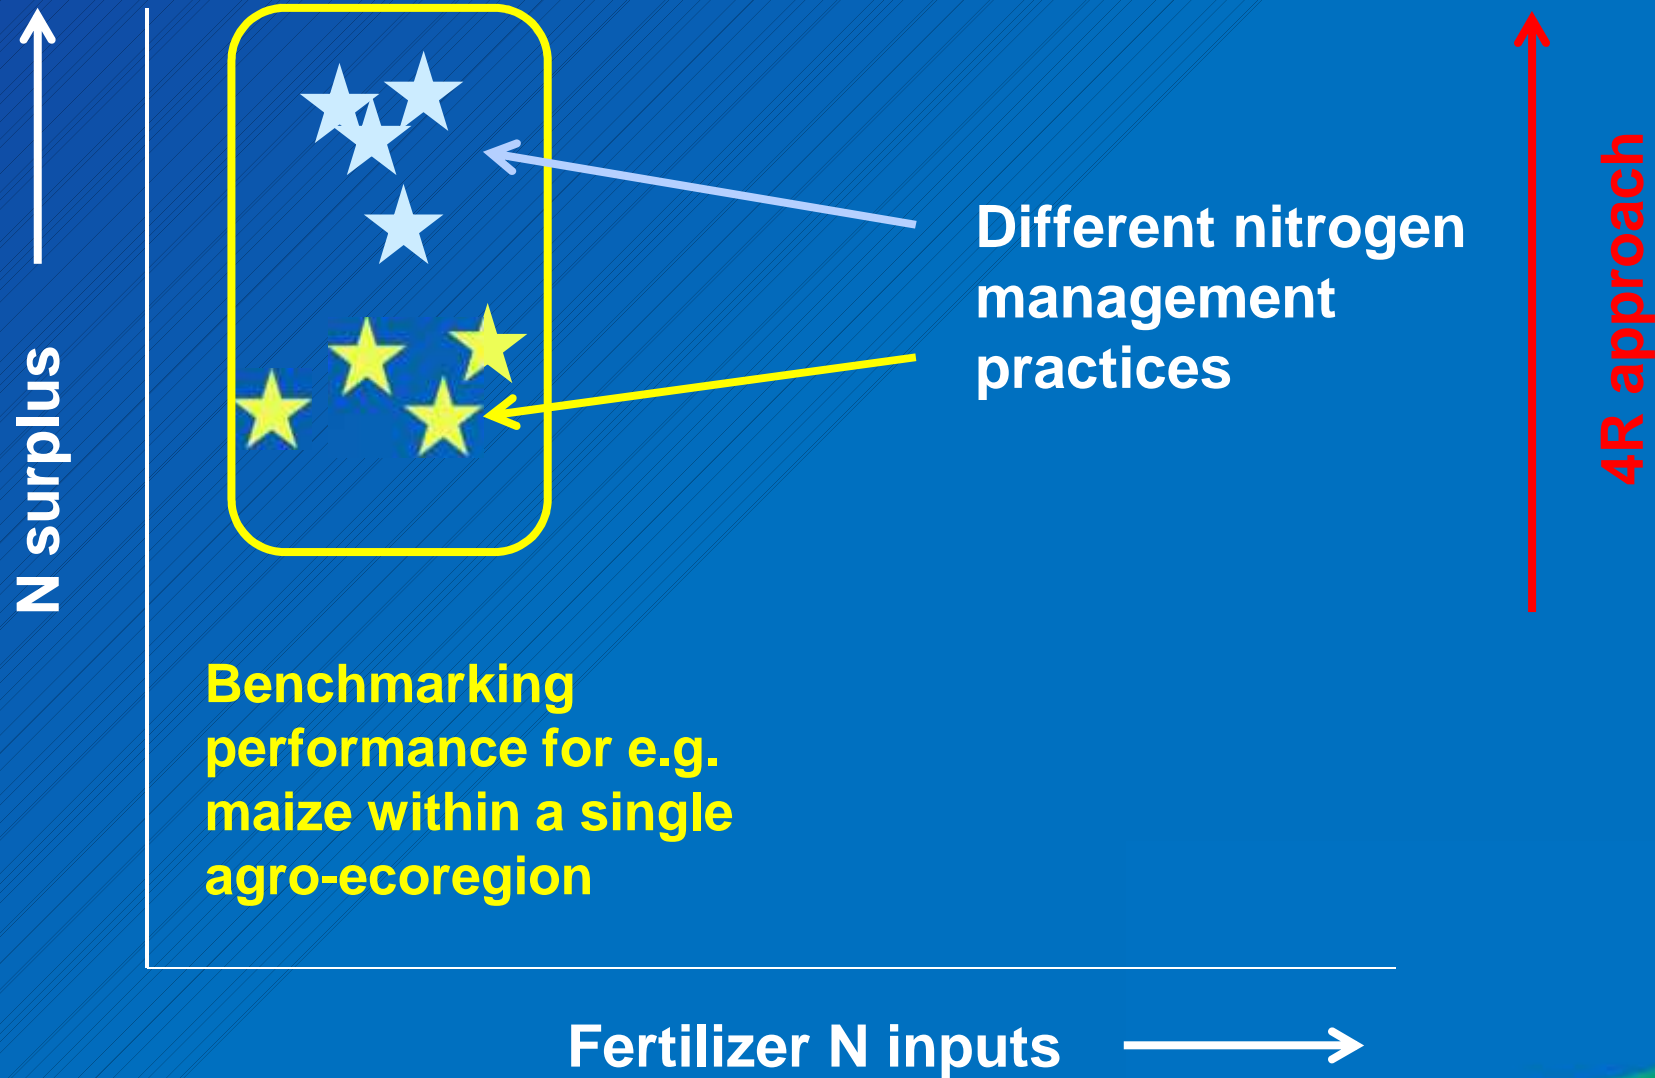 N surplus
Different nitrogen
management
practices
4R approach
Benchmarking
performance for e.g.
maize within a single
agro-ecoregion
Fertilizer N inputs